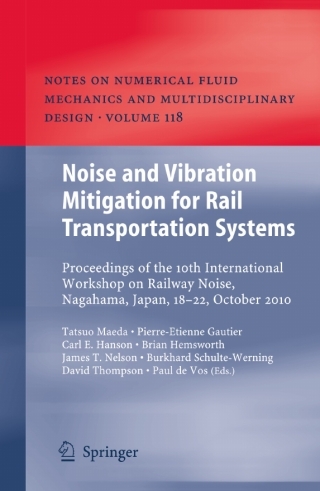 NOTES ON NUMERICAL FLUID
MECHANICS AND MULTIDISCIPLINARY
DESIGN · VOLUME 118
Noise and Vibration
Mitigation for Rail
Transportation Systems
Proceedings of the 10th International
Workshop on Railway Noise,
Nagahama, Japan, 18–22, October 2010
Tatsuo Maeda · Pierre-Etienne Gautier
Carl E. Hanson · Brian Hemsworth
James T. Nelson · Burkhard Schulte-Werning
David Thompson · Paul de Vos (Eds.)
Springer